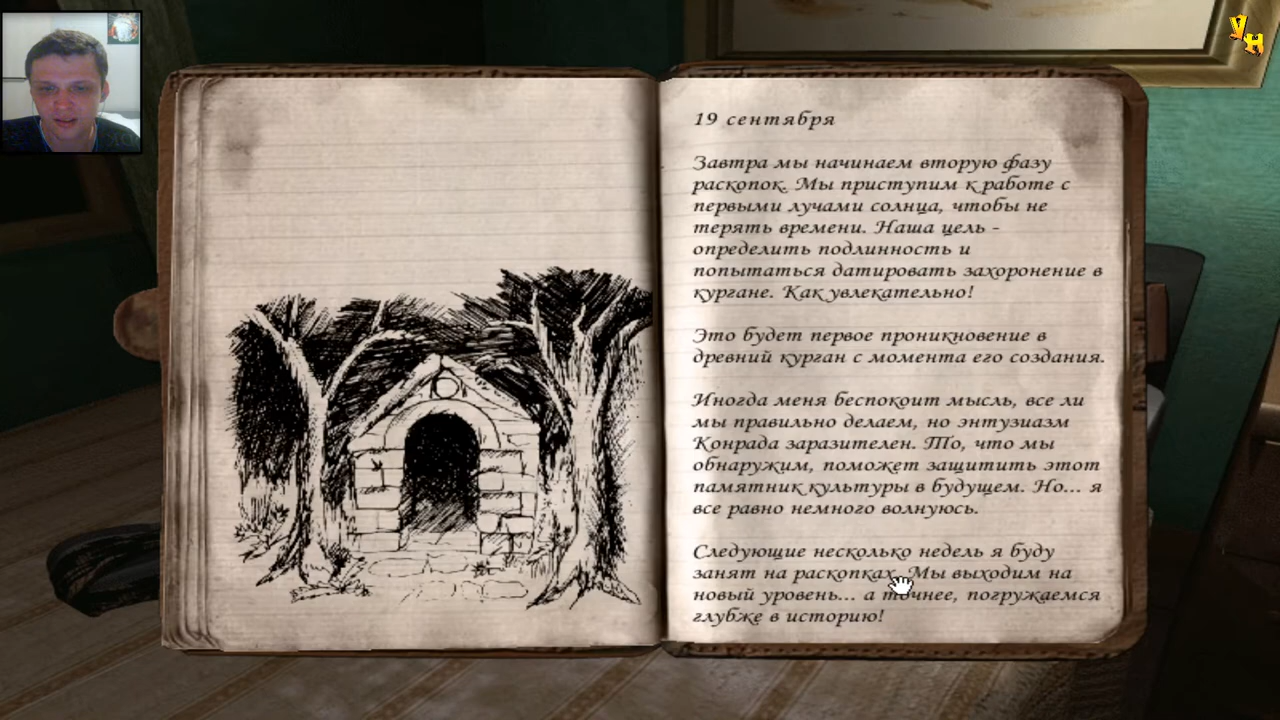 УН
19 сентября
Завтра мы начинаем вторую фазу
раскопок. Мы приступим к работе с
первыми лучами солнца, чтобы не
терять времени. Наша цель -
определить подлинность и
попытаться датировать захоронение в
кургане. Как увлекательно!
Это будет первое проникновение в
древний курган с момента его создания.
Иногда меня беспокоит мысль, все ли
мы правильно делаем, но энтузиазм
Конрада заразителен. То, что мы
обнаружим, поможет защитить этот
памятник культуры в будущем. Но... я
все равно немного волнуюсь.
Следующие несколько недель я буду
занят на раскопках. Мы выходим на
новый уровень... а точнее, погружаемся
глубже в историю!